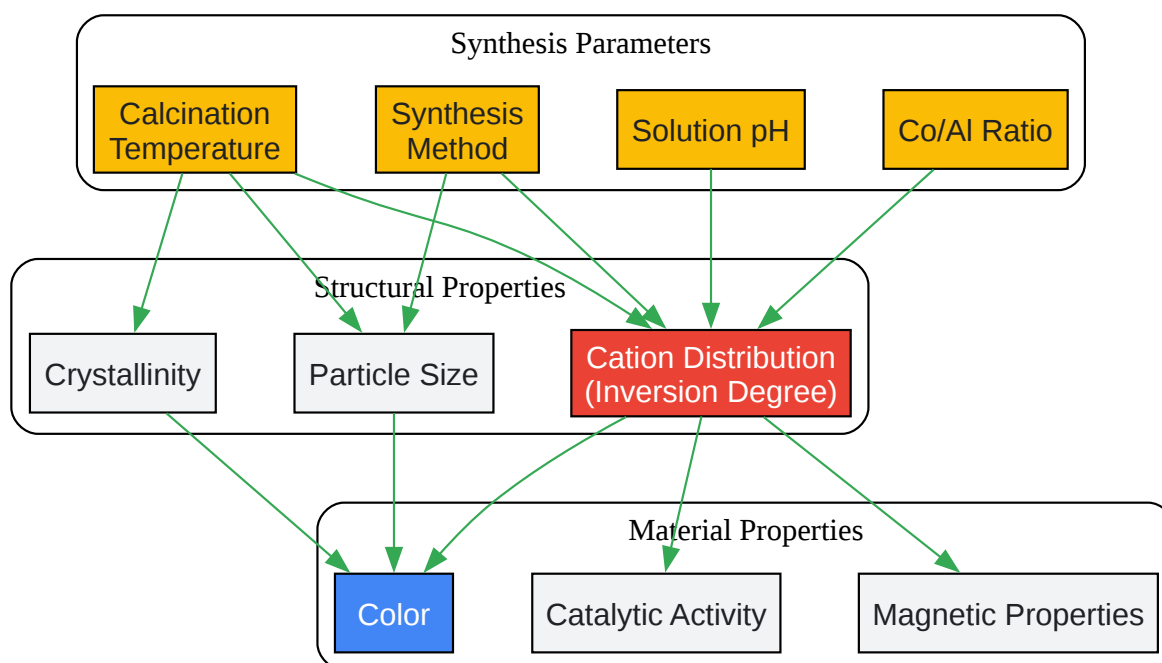 Synthesis Parameters
Calcination
Temperature
Synthesis
Method
Solution pH
Co/Al Ratio
Structural Properties
Crystallinity
Particle Size
Cation Distribution
(Inversion Degree)
Material Properties
Color
Catalytic Activity
Magnetic Properties